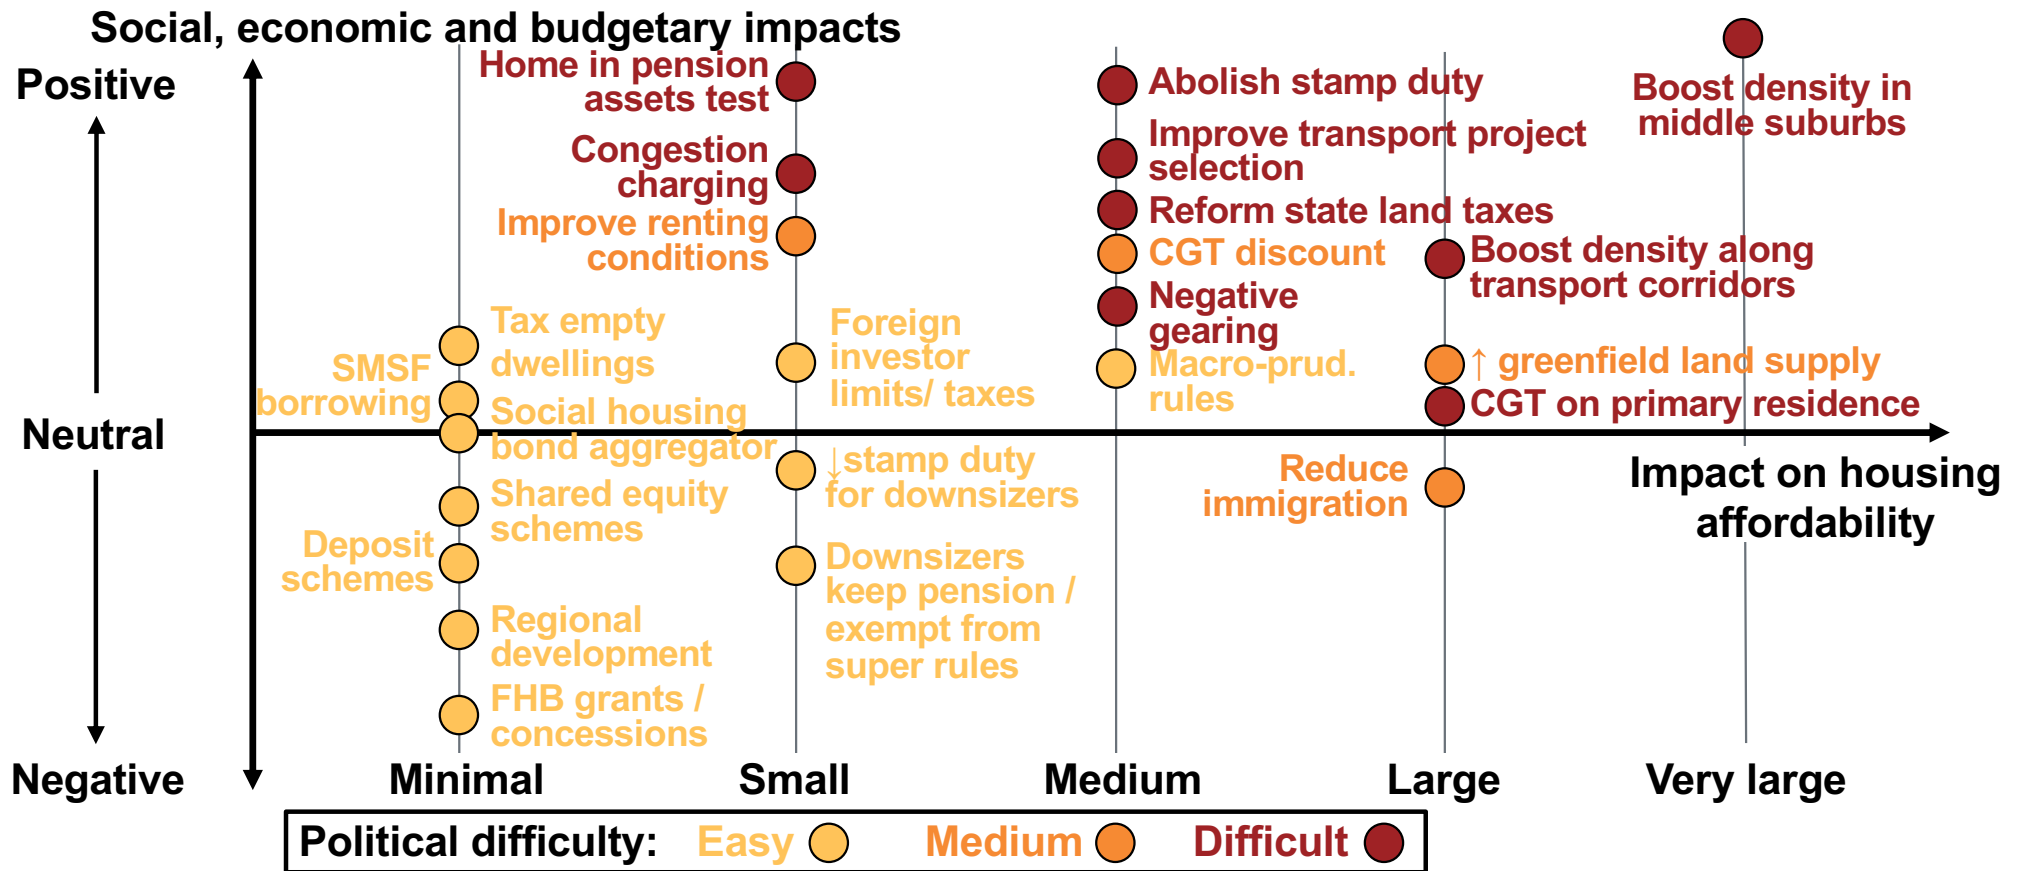 Social, economic and budgetary impacts
Positive
Neutral
Negative
Home in pension
assets test
Congestion
charging
Improve renting
conditions
Tax empty
dwellings
SMSF
borrowing
Social housing
bond aggregator
Shared equity
schemes
Deposit
schemes
Regional
development
FHB grants /
concessions
Foreign
investor
limits/ taxes
↓stamp duty
for downsizers
Downsizers
keep pension /
exempt from
super rules
Abolish stamp duty
Improve transport project
selection
Reform state land taxes
CGT discount
Negative
gearing
Macro-prud.
rules
Boost density in
middle suburbs
Boost density along
transport corridors
↑ greenfield land supply
CGT on primary residence
Reduce
immigration
Impact on housing
affordability
Minimal
Small
Medium
Large
Very large
Political difficulty: Easy Medium Difficult